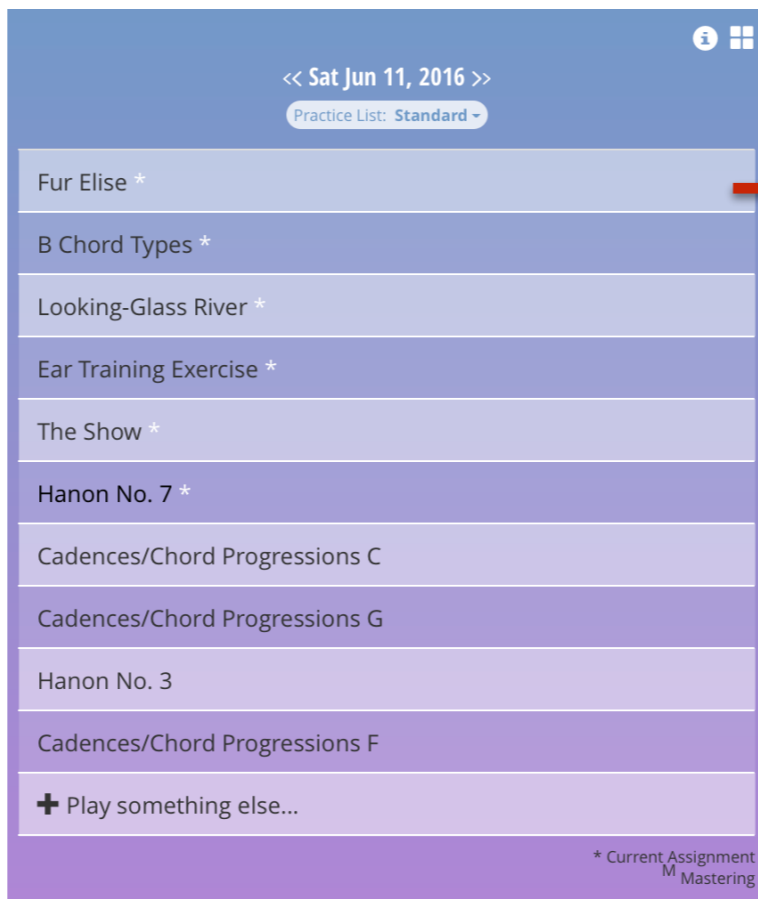 << Sat Jun 11, 2016 >>
Practice List: Standard
Fur Elise *
B Chord Types *
Looking-Glass River *
Ear Training Exercise *
The Show *
Hanon No. 7 *
Cadences/Chord Progressions C
Cadences/Chord Progressions G
Hanon No. 3
Cadences/Chord Progressions F
+ Play something else...
* Current Assignment
M Mastering